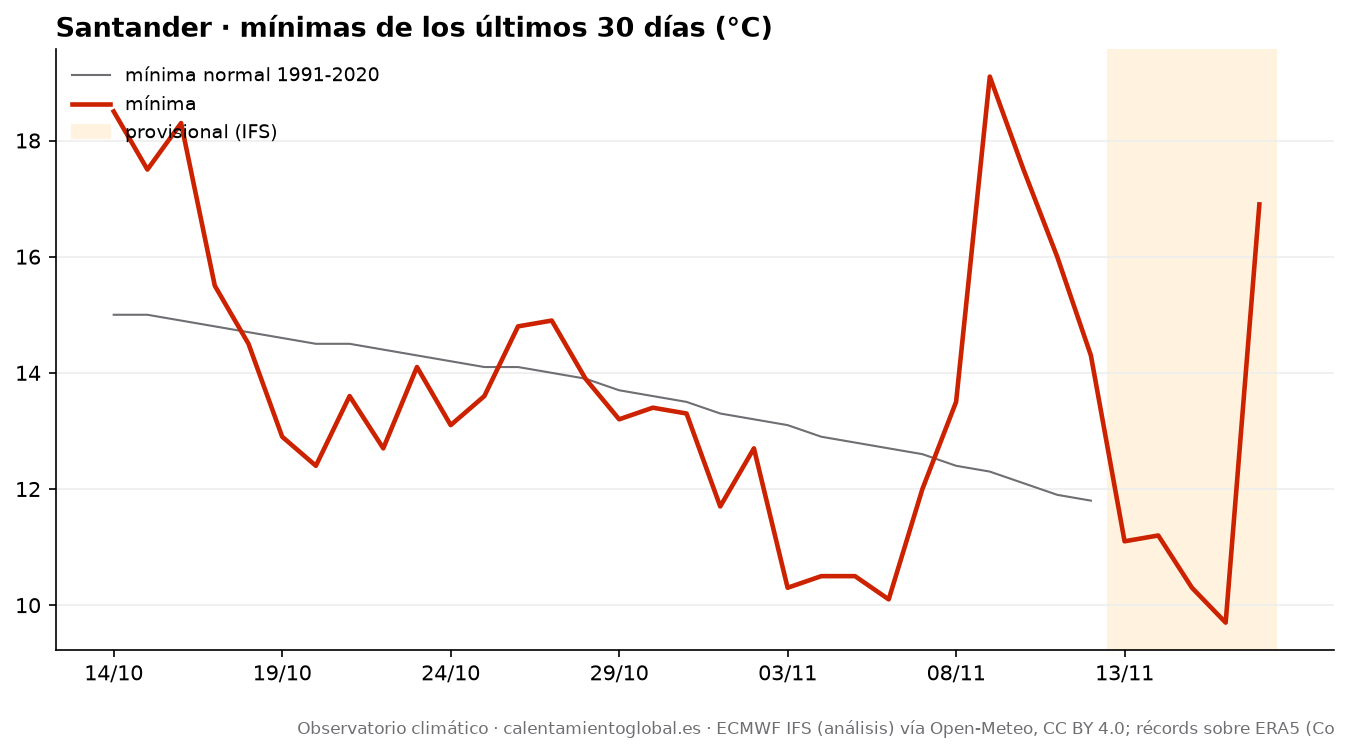 Santander · mínimas de los últimos 30 días (°C)
mínima normal 1991-2020
mínima
provisional (IFS)
18
16
14
12
10
14/10
19/10
24/10
29/10
03/11
08/11
13/11
Observatorio climático · calentamientoglobal.es · ECMWF IFS (análisis) vía Open-Meteo, CC BY 4.0; récords sobre ERA5 (Co